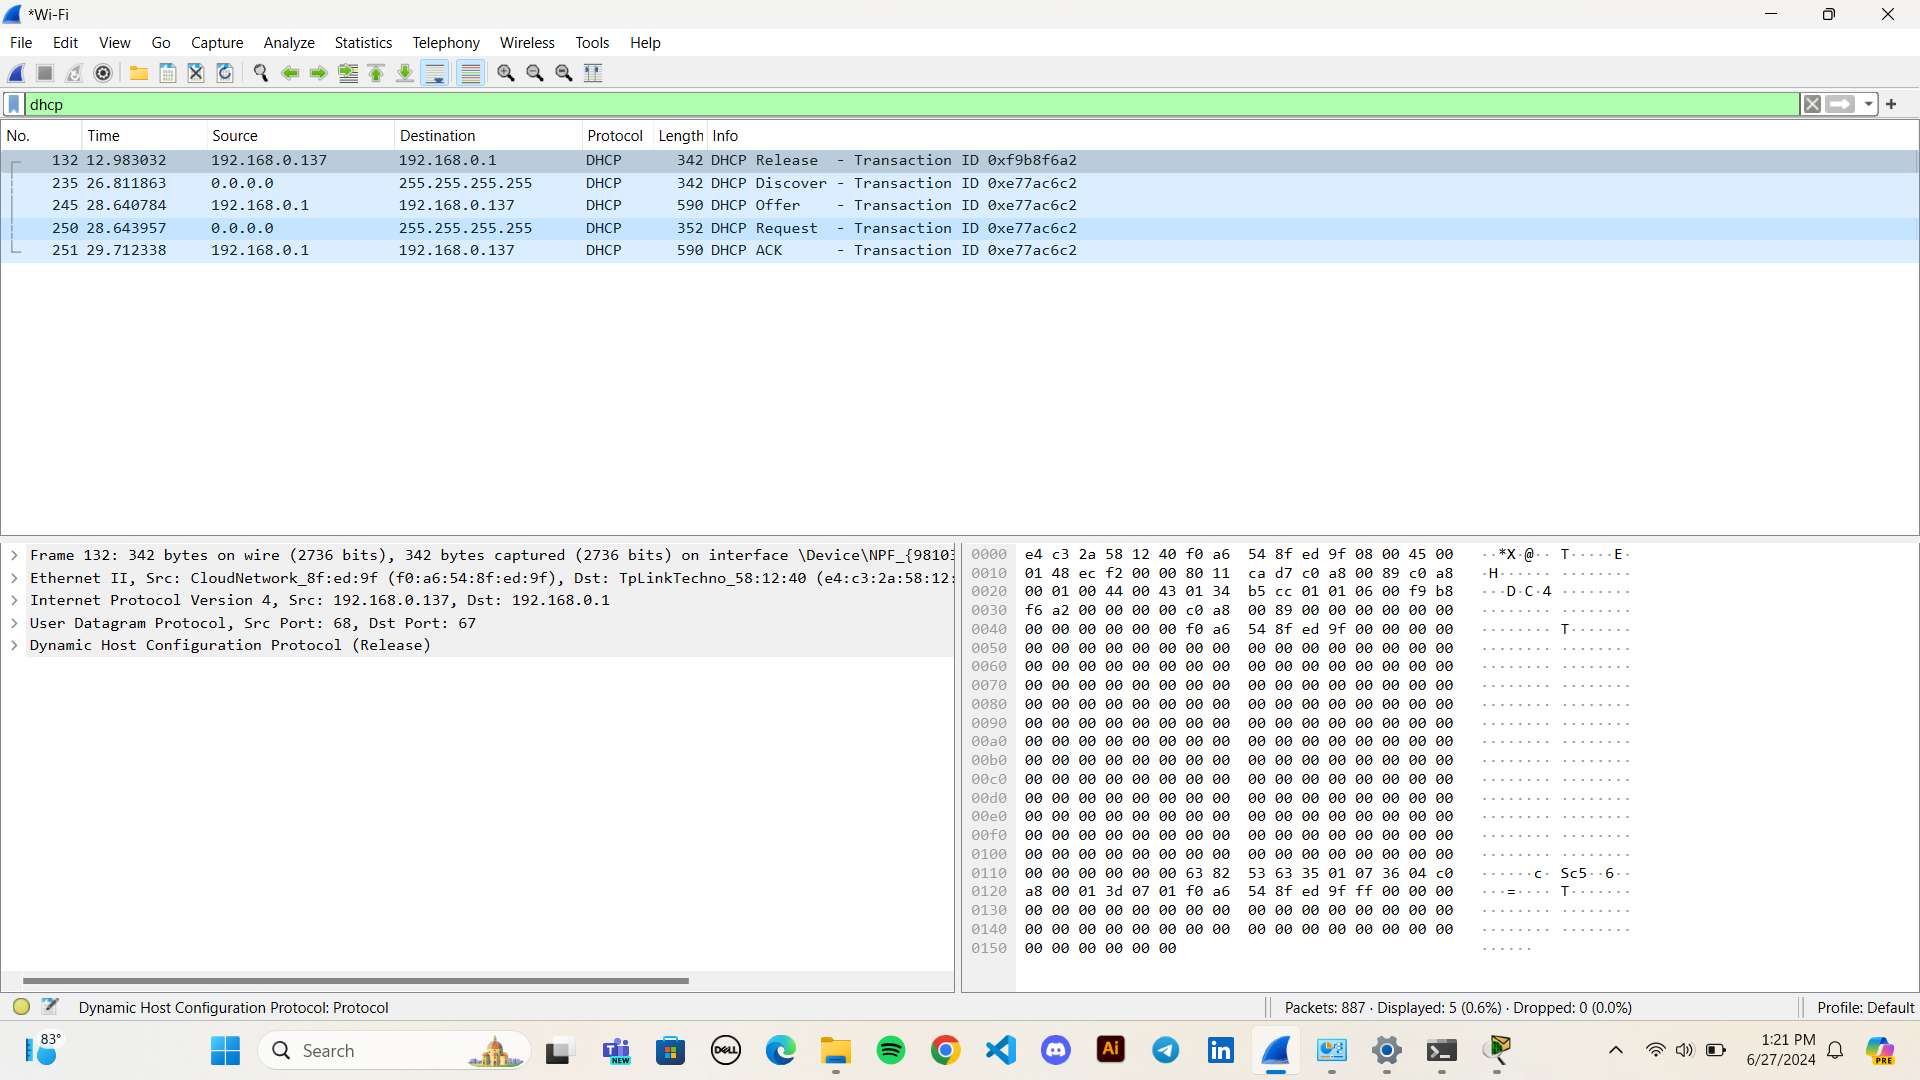 *Wi-Fi
File Edit View Go Capture Analyze Statistics Telephony Wireless Tools Help
dhcp
No. Time Source Destination Protocol Length Info
132 12.983032 192.168.0.137 192.168.0.1 DHCP 342 DHCP Release - Transaction ID 0xf9b8f6a2
235 26.811863 0.0.0.0 255.255.255.255 DHCP 342 DHCP Discover - Transaction ID 0xe77ac6c2
245 28.640784 192.168.0.1 192.168.0.137 DHCP 590 DHCP Offer - Transaction ID 0xe77ac6c2
250 28.643957 0.0.0.0 255.255.255.255 DHCP 352 DHCP Request - Transaction ID 0xe77ac6c2
251 29.712338 192.168.0.1 192.168.0.137 DHCP 590 DHCP ACK - Transaction ID 0xe77ac6c2
Frame 132: 342 bytes on wire (2736 bits), 342 bytes captured (2736 bits) on interface \Device\NPF_{98103
Ethernet II, Src: CloudNetwork_8f:ed:9f (f0:a6:54:8f:ed:9f), Dst: TpLinkTechno_58:12:40 (e4:c3:2a:58:12:
Internet Protocol Version 4, Src: 192.168.0.137, Dst: 192.168.0.1
User Datagram Protocol, Src Port: 68, Dst Port: 67
Dynamic Host Configuration Protocol (Release)
0000 e4 c3 2a 58 12 40 f0 a6 54 8f ed 9f 08 00 45 00 ··*X·@·· T·····E·
0010 01 48 ec f2 00 00 80 11 ca d7 c0 a8 00 89 c0 a8 ·H······ ········
0020 00 01 00 44 00 43 01 34 b5 cc 01 01 06 00 f9 b8 ···D·C·4 ········
0030 f6 a2 00 00 00 00 c0 a8 00 89 00 00 00 00 00 00 ········ ········
0040 00 00 00 00 00 00 f0 a6 54 8f ed 9f 00 00 00 00 ········ T·······
0050 00 00 00 00 00 00 00 00 00 00 00 00 00 00 00 00 ········ ········
0060 00 00 00 00 00 00 00 00 00 00 00 00 00 00 00 00 ········ ········
0070 00 00 00 00 00 00 00 00 00 00 00 00 00 00 00 00 ········ ········
0080 00 00 00 00 00 00 00 00 00 00 00 00 00 00 00 00 ········ ········
0090 00 00 00 00 00 00 00 00 00 00 00 00 00 00 00 00 ········ ········
00a0 00 00 00 00 00 00 00 00 00 00 00 00 00 00 00 00 ········ ········
00b0 00 00 00 00 00 00 00 00 00 00 00 00 00 00 00 00 ········ ········
00c0 00 00 00 00 00 00 00 00 00 00 00 00 00 00 00 00 ········ ········
00d0 00 00 00 00 00 00 00 00 00 00 00 00 00 00 00 00 ········ ········
00e0 00 00 00 00 00 00 00 00 00 00 00 00 00 00 00 00 ········ ········
00f0 00 00 00 00 00 00 00 00 00 00 00 00 00 00 00 00 ········ ········
0100 00 00 00 00 00 00 00 00 00 00 00 00 00 00 00 00 ········ ········
0110 00 00 00 00 00 00 63 82 53 63 35 01 07 36 04 c0 ······c· Sc5··6··
0120 a8 00 01 3d 07 01 f0 a6 54 8f ed 9f ff 00 00 00 ···=···· T·······
0130 00 00 00 00 00 00 00 00 00 00 00 00 00 00 00 00 ········ ········
0140 00 00 00 00 00 00 00 00 00 00 00 00 00 00 00 00 ········ ········
0150 00 00 00 00 00 00 ······
Dynamic Host Configuration Protocol: Protocol Packets: 887 · Displayed: 5 (0.6%) · Dropped: 0 (0.0%) Profile: Default
83°
Search
NEW
DELL
Ai
in
1:21 PM
6/27/2024
PRE